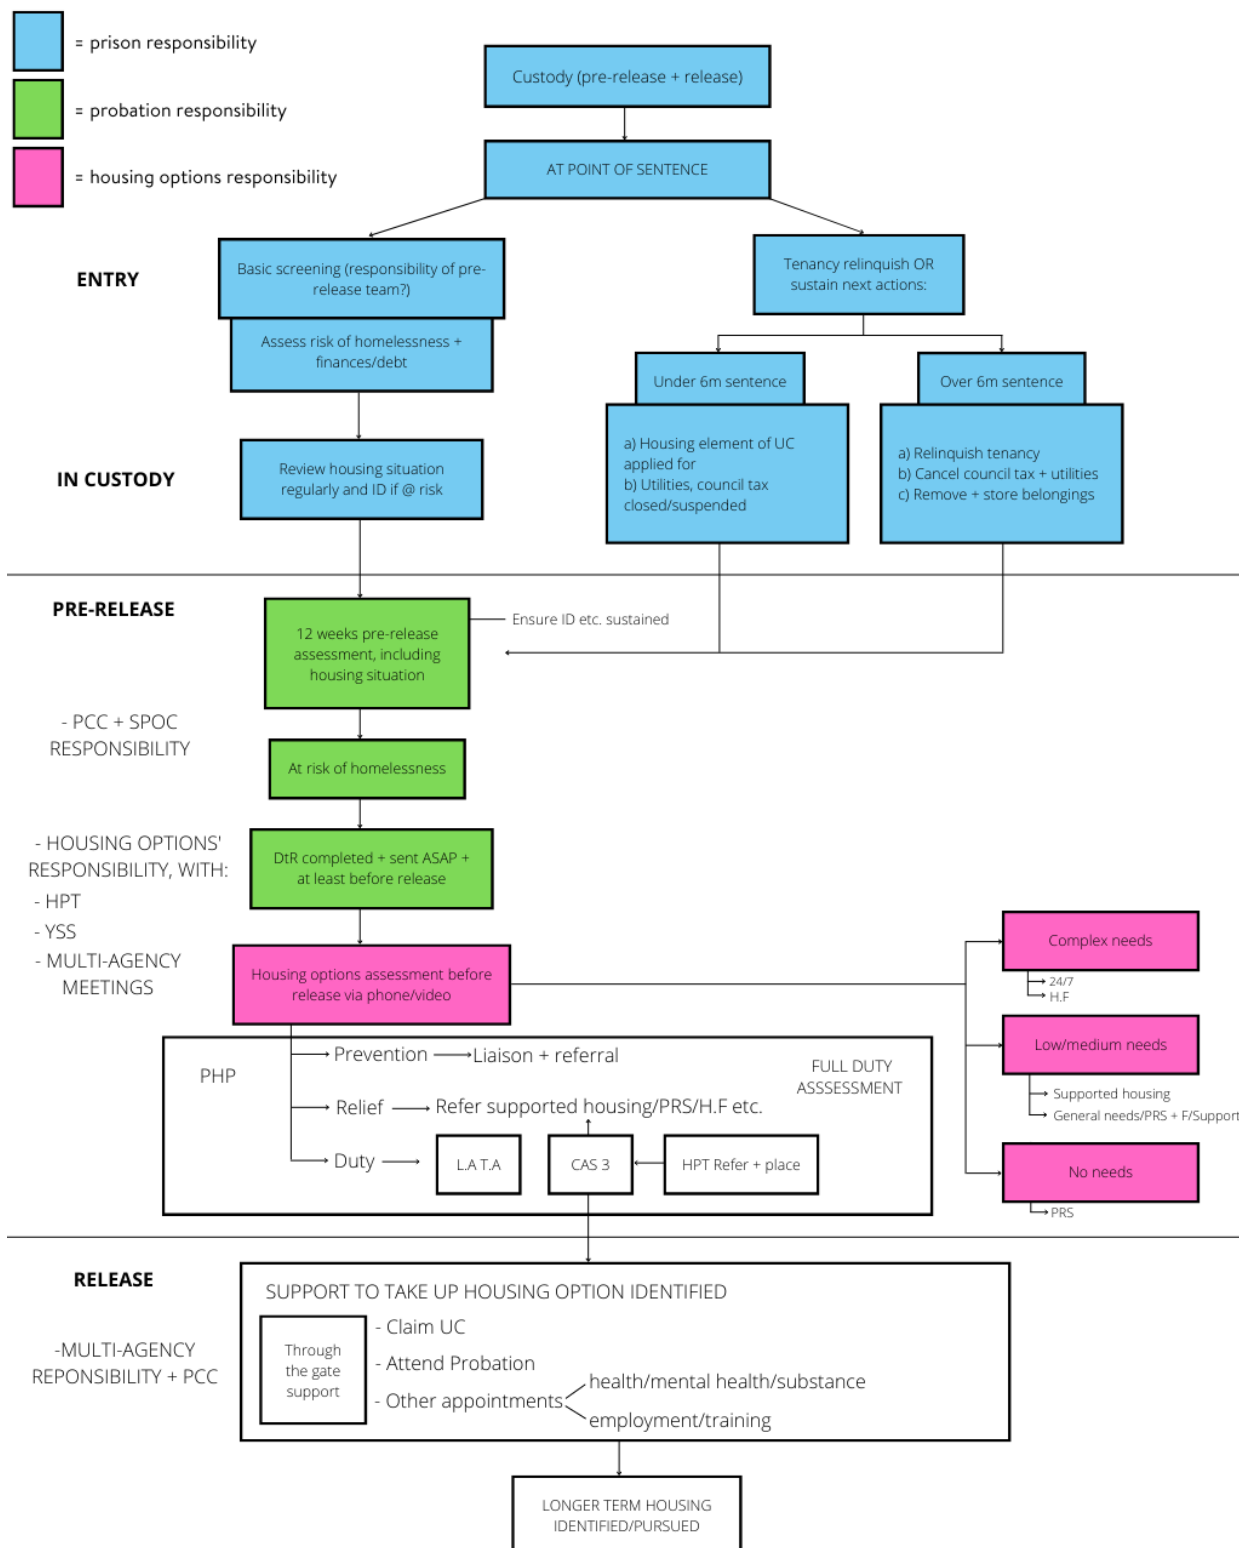 = prison responsibility
= probation responsibility
= housing options responsibility
Custody (pre-release + release)
AT POINT OF SENTENCE
ENTRY
Basic screening (responsibility of pre-
release team?)
Assess risk of homelessness +
finances/debt
Tenancy relinquish OR
sustain next actions:
Under 6m sentence
Over 6m sentence
IN CUSTODY
Review housing situation
regularly and ID if @ risk
a) Housing element of UC
applied for
b) Utilities, council tax
closed/suspended
a) Relinquish tenancy
b) Cancel council tax + utilities
c) Remove + store belongings
PRE-RELEASE
12 weeks pre-release
assessment, including
housing situation
Ensure ID etc. sustained
- PCC + SPOC
RESPONSIBILITY
At risk of homelessness
- HOUSING OPTIONS'
RESPONSIBILITY, WITH:
- HPT
- YSS
- MULTI-AGENCY
MEETINGS
DtR completed + sent ASAP +
at least before release
Housing options assessment before
release via phone/video
Complex needs
24/7
H.F
Low/medium needs
Supported housing
General needs/PRS + F/Support
No needs
PRS
PHP
FULL DUTY
ASSSESSMENT
Prevention
Liaison + referral
Relief
Refer supported housing/PRS/H.F etc.
Duty
L.A T.A
CAS 3
HPT Refer + place
RELEASE
-MULTI-AGENCY
REPONSIBILITY + PCC
SUPPORT TO TAKE UP HOUSING OPTION IDENTIFIED
Through
the gate
support
- Claim UC
- Attend Probation
- Other appointments
health/mental health/substance
employment/training
LONGER TERM HOUSING
IDENTIFIED/PURSUED